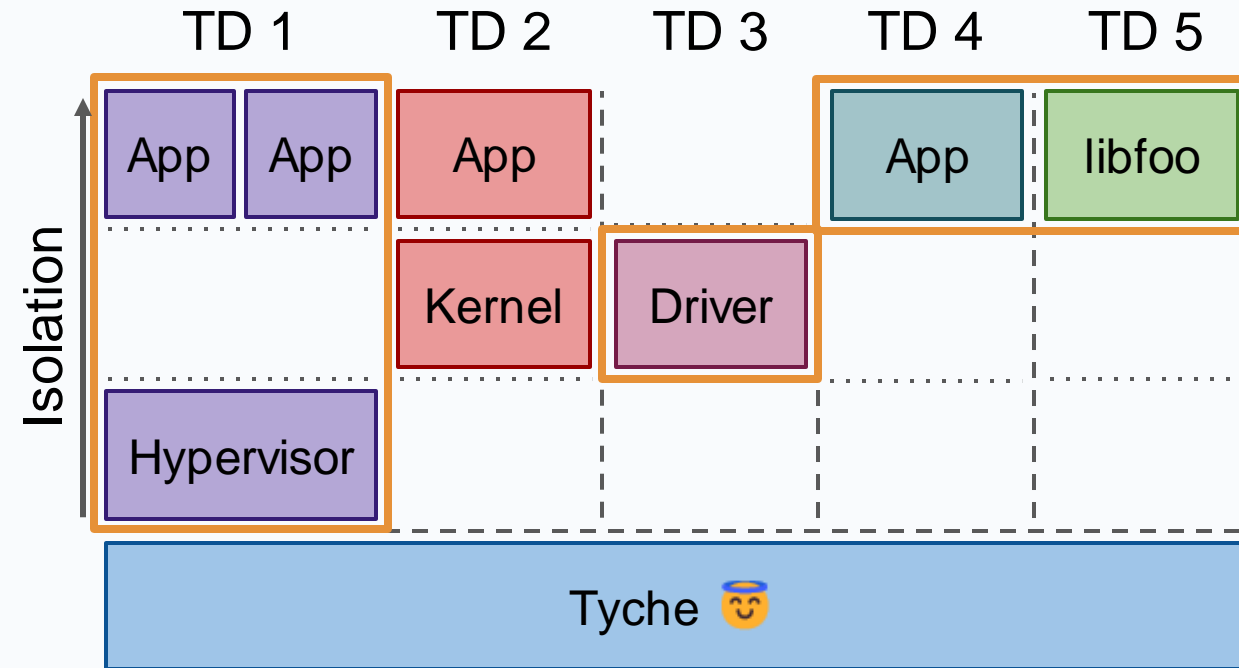 TD 1 TD 2 TD 3 TD 4 TD 5
App App App App libfoo
Kernel Driver
Isolation
Hypervisor
Tyche 😇